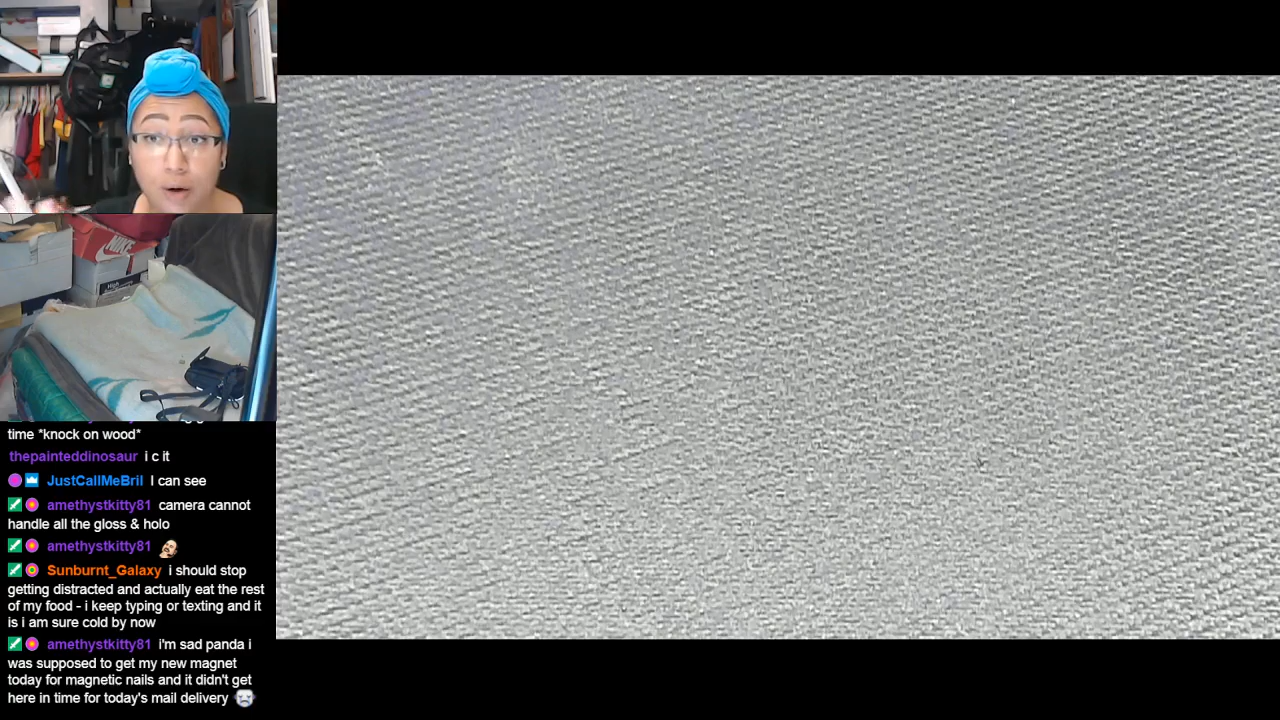 NIKE
High
time *knock on wood*
thepainteddinosaur i c it
JustCallMeBril I can see
amethystkitty81 camera cannot
handle all the gloss & holo
amethystkitty81
Sunburnt_Galaxy i should stop
getting distracted and actually eat the rest
of my food - i keep typing or texting and it
is i am sure cold by now
amethystkitty81 i'm sad panda i
was supposed to get my new magnet
today for magnetic nails and it didn't get
here in time for today's mail delivery